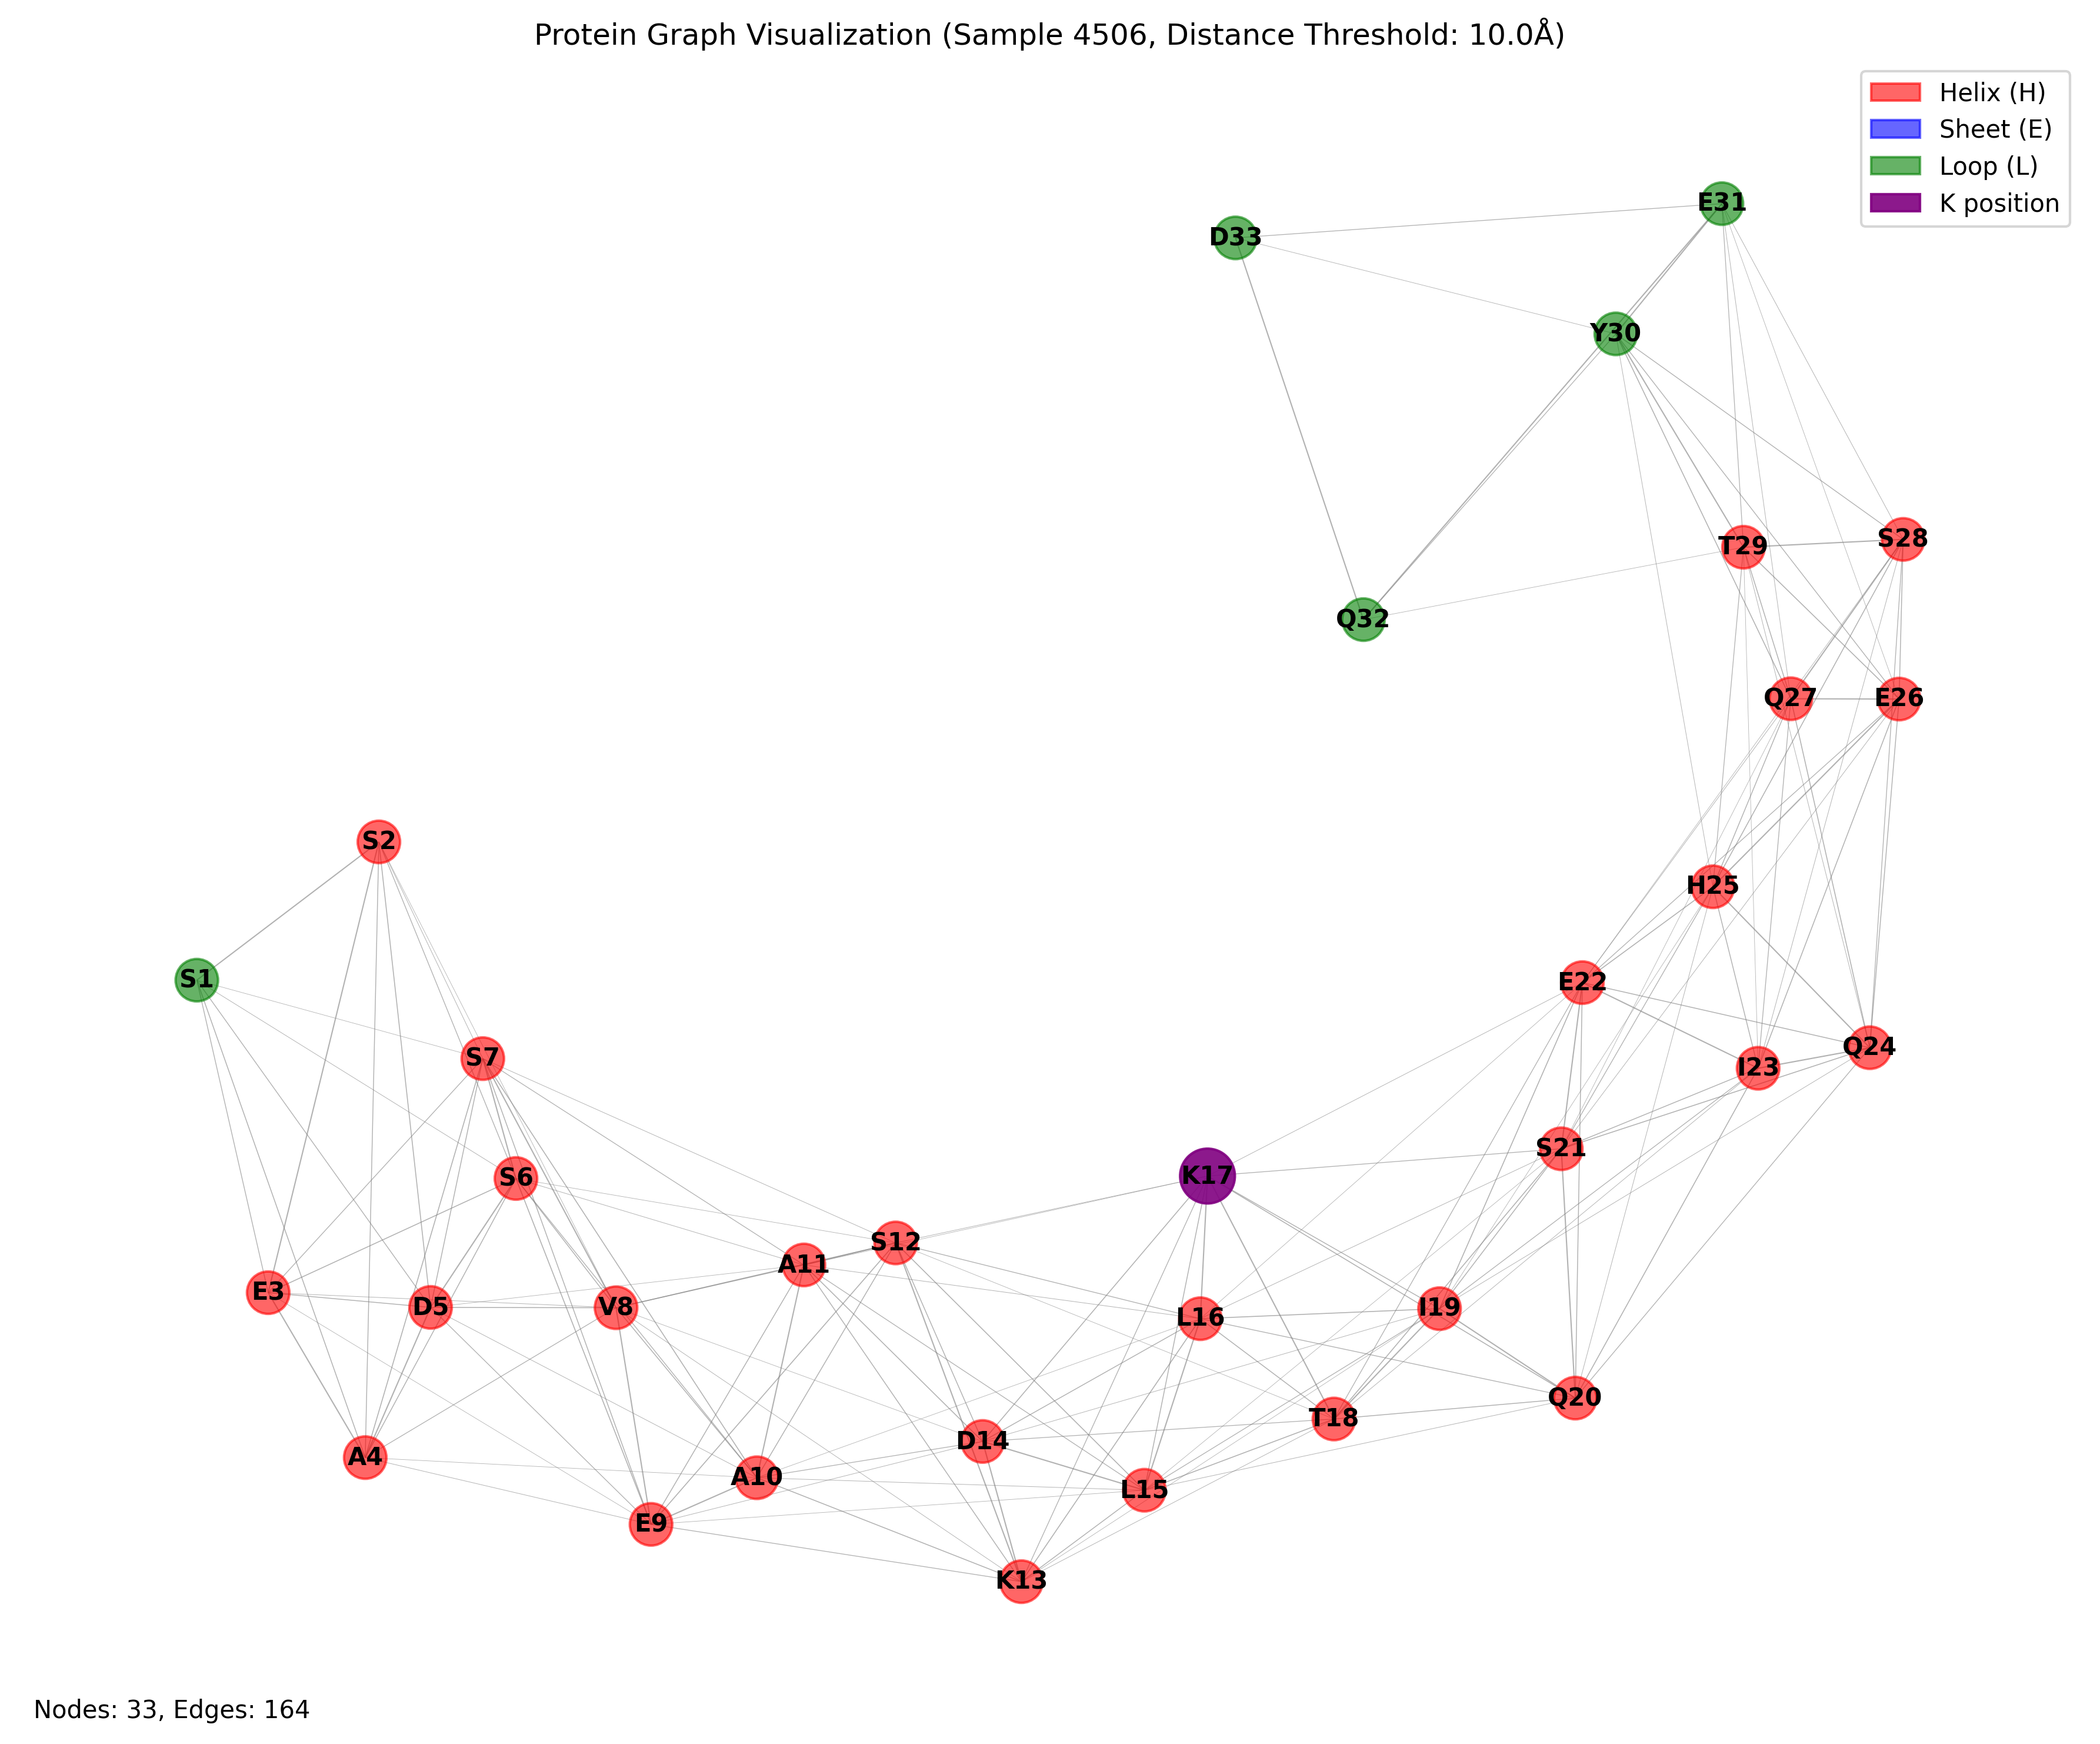 Protein Graph Visualization (Sample 4506, Distance Threshold: 10.0Å)
Helix (H)
Sheet (E)
Loop (L)
K position
E31
D33
Y30
S28
T29
Q32
Q27
E26
S2
H25
S1
E22
Q24
S7
I23
S21
K17
S6
S12
A11
E3
D5
V8
I19
L16
Q20
T18
D14
A4
A10
L15
E9
K13
Nodes: 33, Edges: 164